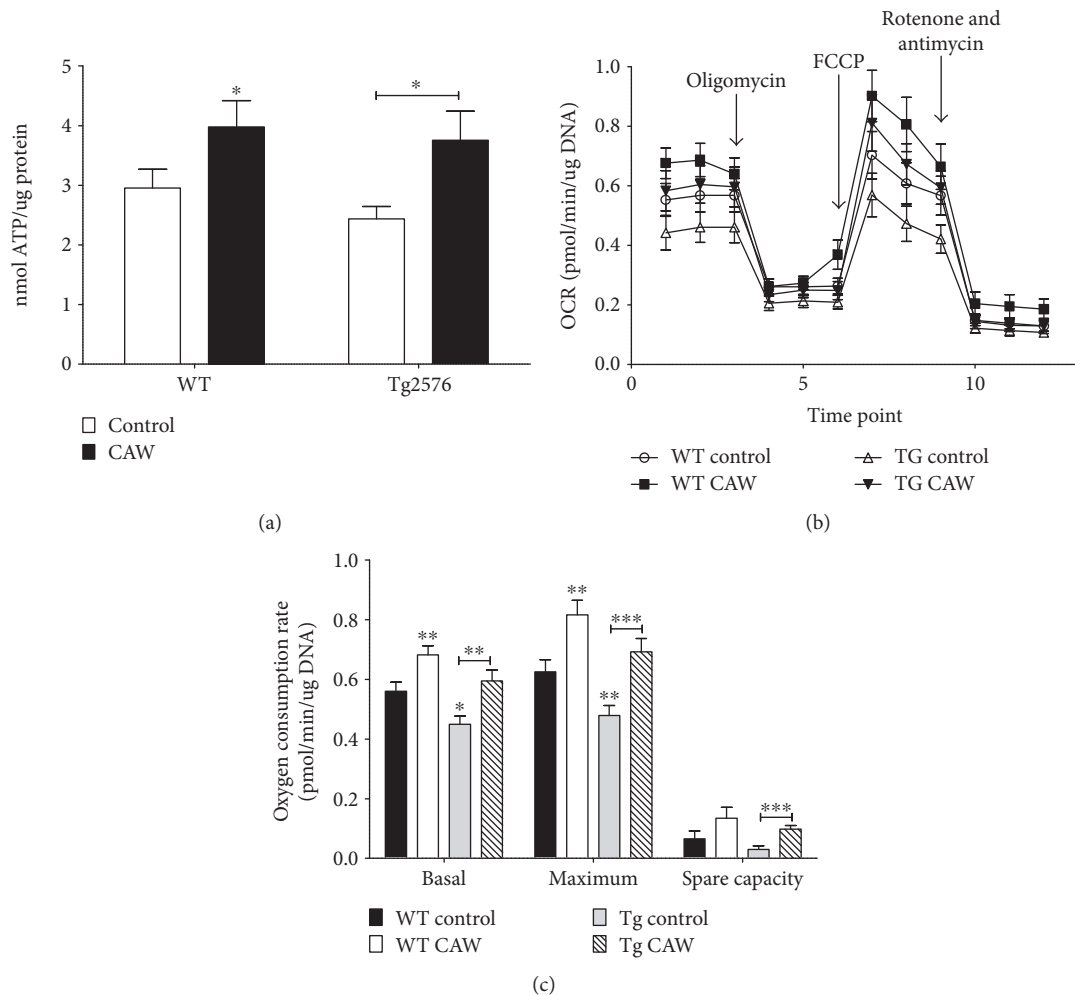 5
4
3
2
1
0
nmol ATP/ug protein
*
*
WT
Tg2576
Control
CAW
(a)
1.0
0.8
0.6
0.4
0.2
0.0
OCR (pmol/min/ug DNA)
Oligomycin
FCCP
Rotenone and
antimycin
0
5
10
Time point
WT control
TG control
WT CAW
TG CAW
(b)
1.0
0.8
0.6
0.4
0.2
0.0
Oxygen consumption rate
(pmol/min/ug DNA)
**
*
**
**
**
***
***
Basal
Maximum
Spare capacity
WT control
Tg control
WT CAW
Tg CAW
(c)